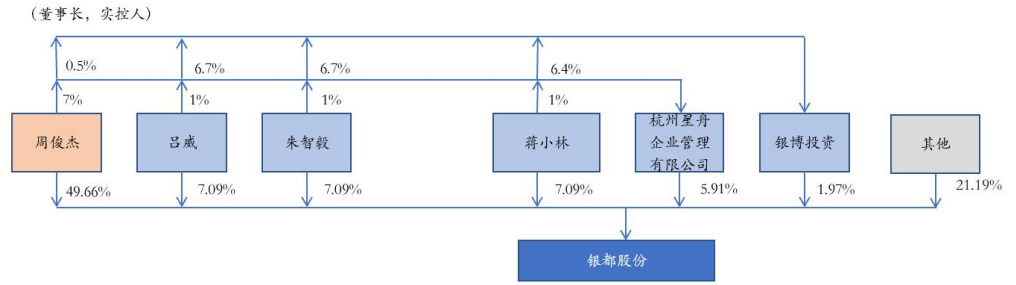 （董事长，实控人）
0.5%
6.7%
6.7%
6.4%
7%
1%
1%
1%
周俊杰
吕威
朱智毅
蒋小林
杭州星舟
企业管理
有限公司
银博投资
其他
49.66%
7.09%
7.09%
7.09%
5.91%
1.97%
21.19%
银都股份